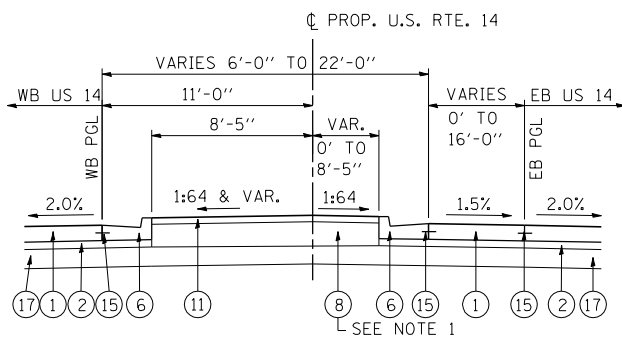 ℄ PROP. U.S. RTE. 14
VARIES 6'-0" TO 22'-0"
WB US 14
11'-0"
VARIES
EB US 14
8'-5"
VAR.
0' TO
0' TO
16'-0"
8'-5"
WB PGL
EB PGL
2.0%
1:64 & VAR.
1:64
1.5%
2.0%
17 1 2 15 6 11 8 6 15 1 15 2 17
SEE NOTE 1